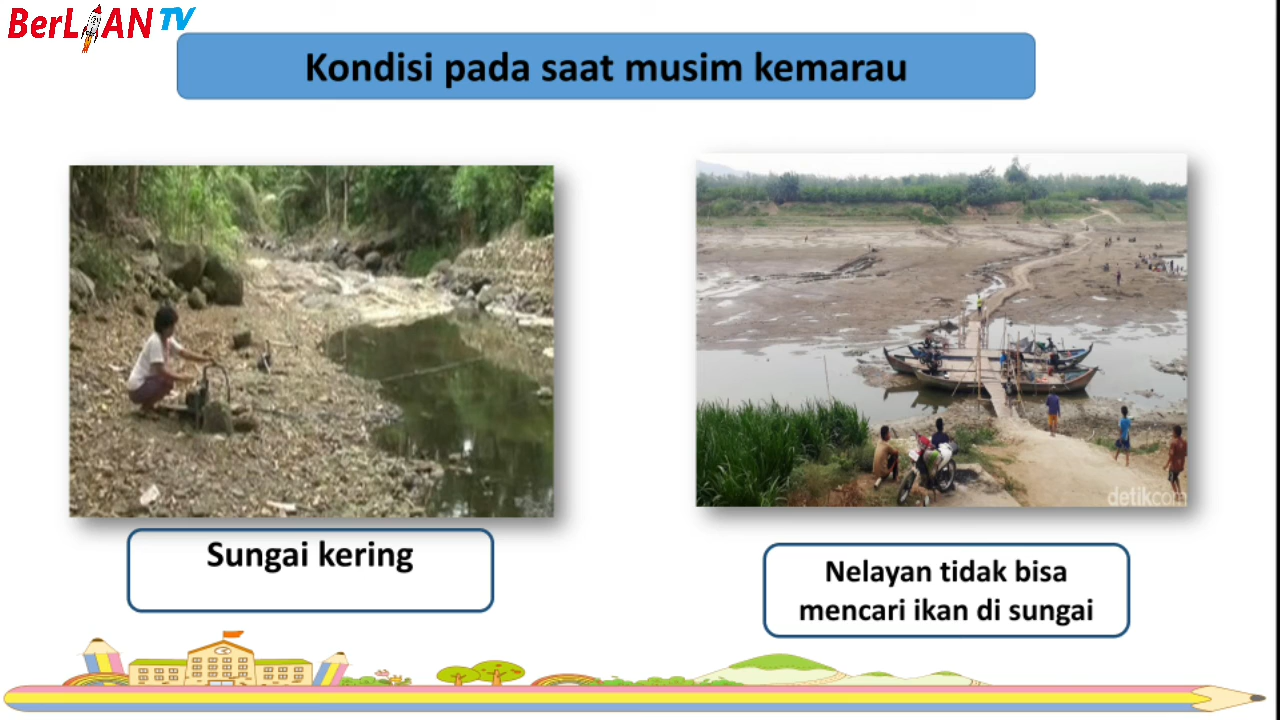 BerLIAN TV
Kondisi pada saat musim kemarau
detikcom
Sungai kering
Nelayan tidak bisa
mencari ikan di sungai